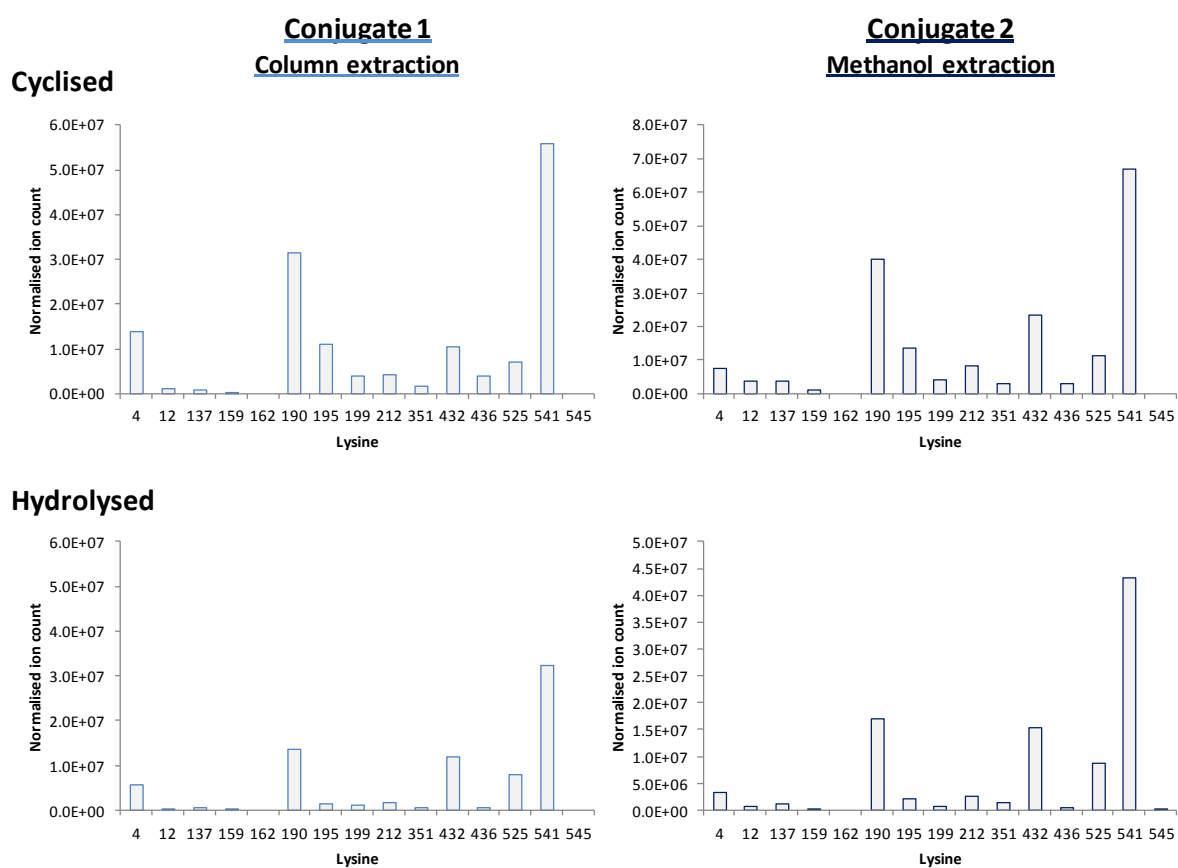 Conjugate 1
Column extraction
Conjugate 2
Methanol extraction
Cyclised
6.0E+07
5.0E+07
4.0E+07
3.0E+07
2.0E+07
1.0E+07
0.0E+00
Normalised ion count
4 12 137 159 162 190 195 199 212 351 432 436 525 541 545
Lysine
8.0E+07
7.0E+07
6.0E+07
5.0E+07
4.0E+07
3.0E+07
2.0E+07
1.0E+07
0.0E+00
Normalised ion count
4 12 137 159 162 190 195 199 212 351 432 436 525 541 545
Lysine
Hydrolysed
6.0E+07
5.0E+07
4.0E+07
3.0E+07
2.0E+07
1.0E+07
0.0E+00
Normalised ion count
4 12 137 159 162 190 195 199 212 351 432 436 525 541 545
Lysine
5.0E+07
4.5E+07
4.0E+07
3.5E+07
3.0E+07
2.5E+07
2.0E+07
1.5E+07
1.0E+07
5.0E+06
0.0E+00
Normalised ion count
4 12 137 159 162 190 195 199 212 351 432 436 525 541 545
Lysine